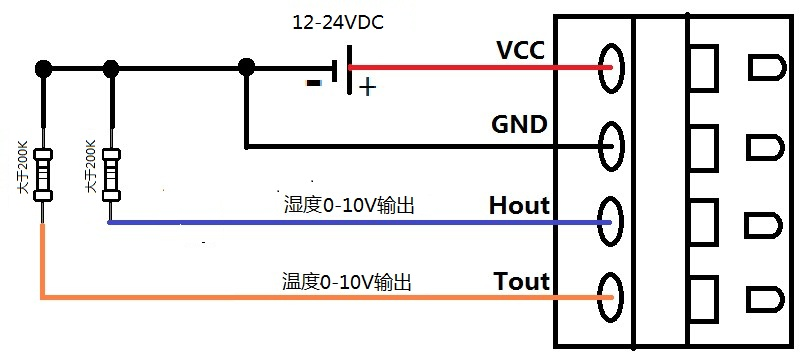 12-24VDC
VCC
- +
GND
大于200K
大于200K
湿度0-10V输出
Hout
温度0-10V输出
Tout